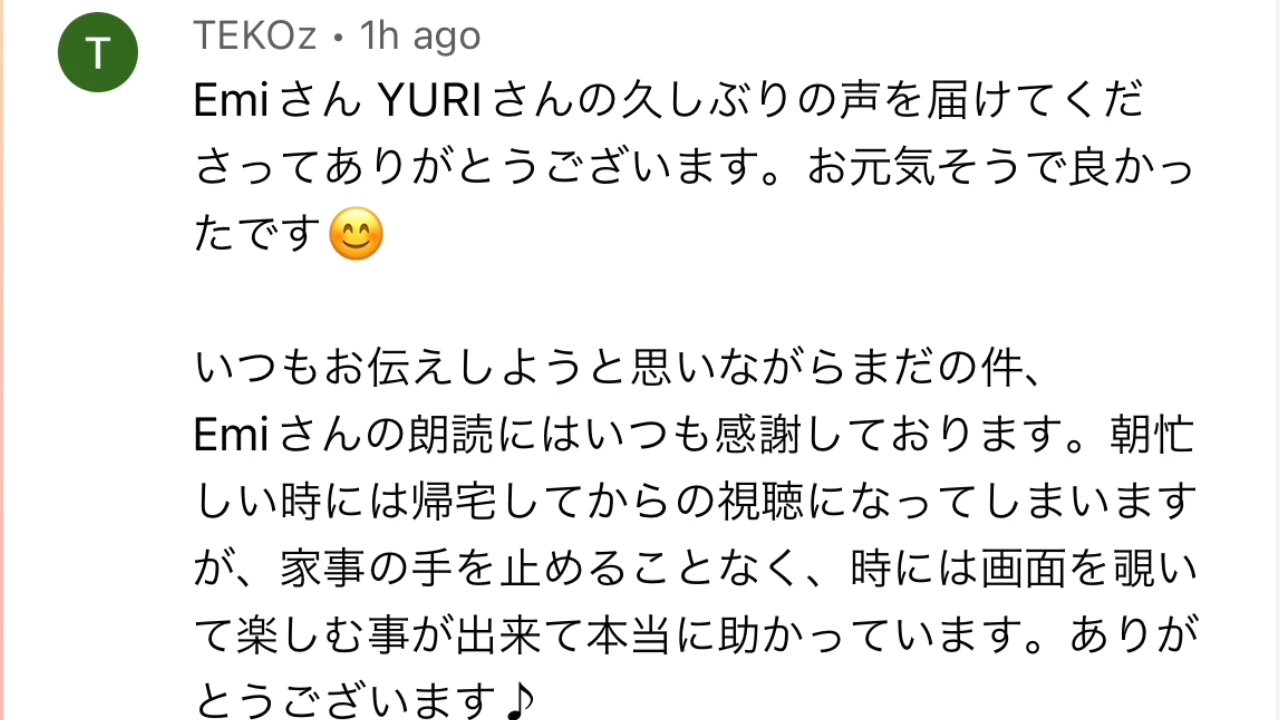 T
TEKOz • 1h ago
Emiさん YURIさんの久しぶりの声を届けてくだ
さってありがとうございます。お元気そうで良かっ
たです😊
いつもお伝えしようと思いながらまだの件、
Emiさんの朗読にはいつも感謝しております。朝忙
しい時には帰宅してからの視聴になってしまいます
が、家事の手を止めることなく、時には画面を覗い
て楽しむ事が出来て本当に助かっています。ありが
とうございます♪